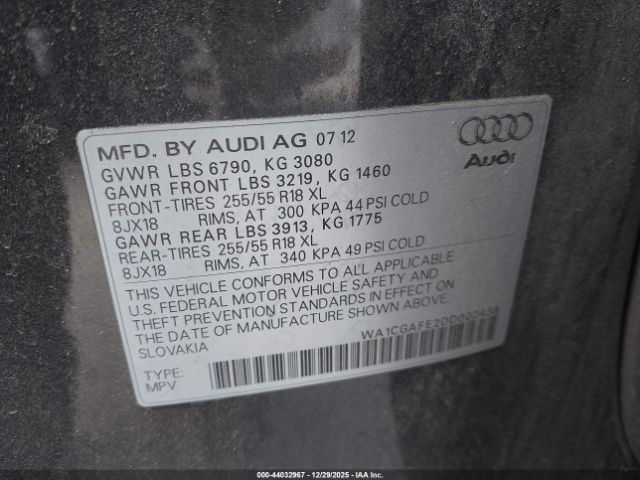 MFD. BY AUDI AG 07 12
GVWR LBS 6790, KG 3080
GAWR FRONT LBS 3219, KG 1460
FRONT-TIRES 255/55 R18 XL
8JX18 RIMS, AT 300 KPA 44 PSI COLD
GAWR REAR LBS 3913, KG 1775
REAR-TIRES 255/55 R18 XL
8JX18 RIMS, AT 340 KPA 49 PSI COLD
THIS VEHICLE CONFORMS TO ALL APPLICABLE
U.S. FEDERAL MOTOR VEHICLE SAFETY AND
THEFT PREVENTION STANDARDS IN EFFECT ON
THE DATE OF MANUFACTURE SHOWN ABOVE.
SLOVAKIA
WA1CGAFE2DD002438
TYPE:
MPV
Audi
000-44032967 • 12/29/2025 • IAAI, Inc.